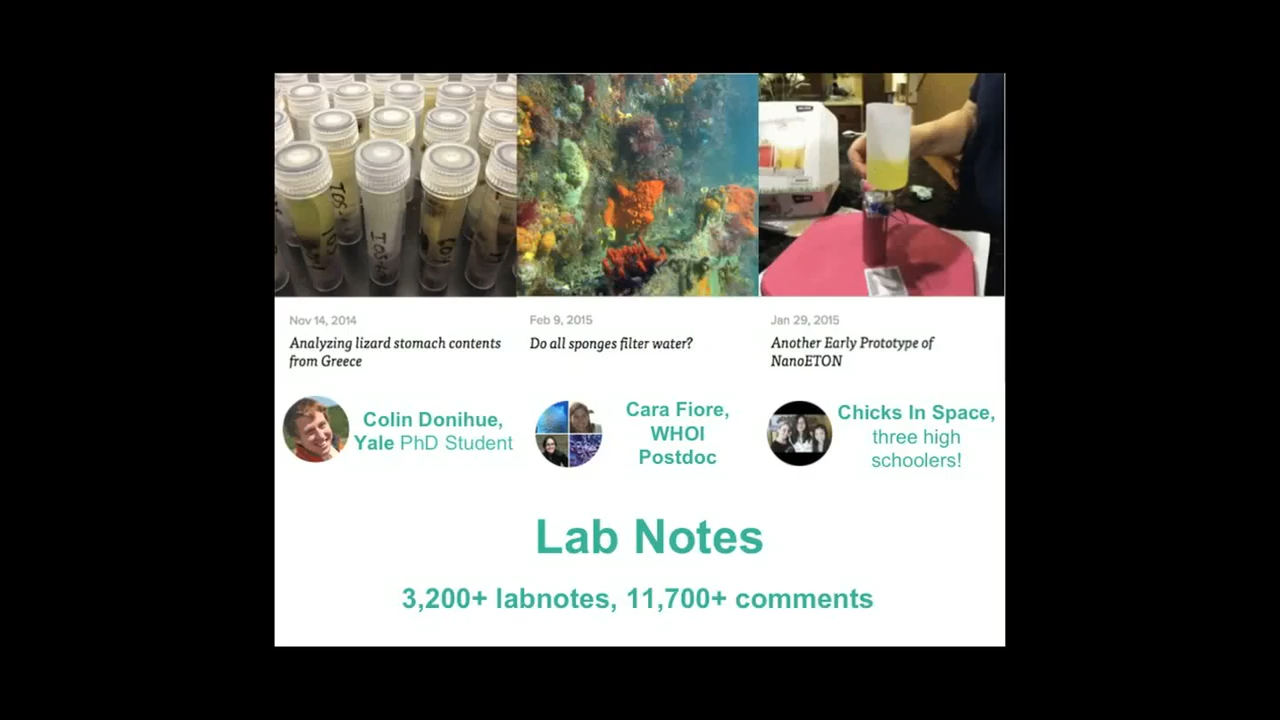 Nov 14, 2014
Analyzing lizard stomach contents
from Greece
Colin Donihue,
Yale PhD Student
Feb 9, 2015
Do all sponges filter water?
Cara Fiore,
WHOI
Postdoc
Jan 29, 2015
Another Early Prototype of
NanoETON
Chicks In Space,
three high
schoolers!
Lab Notes
3,200+ labnotes, 11,700+ comments